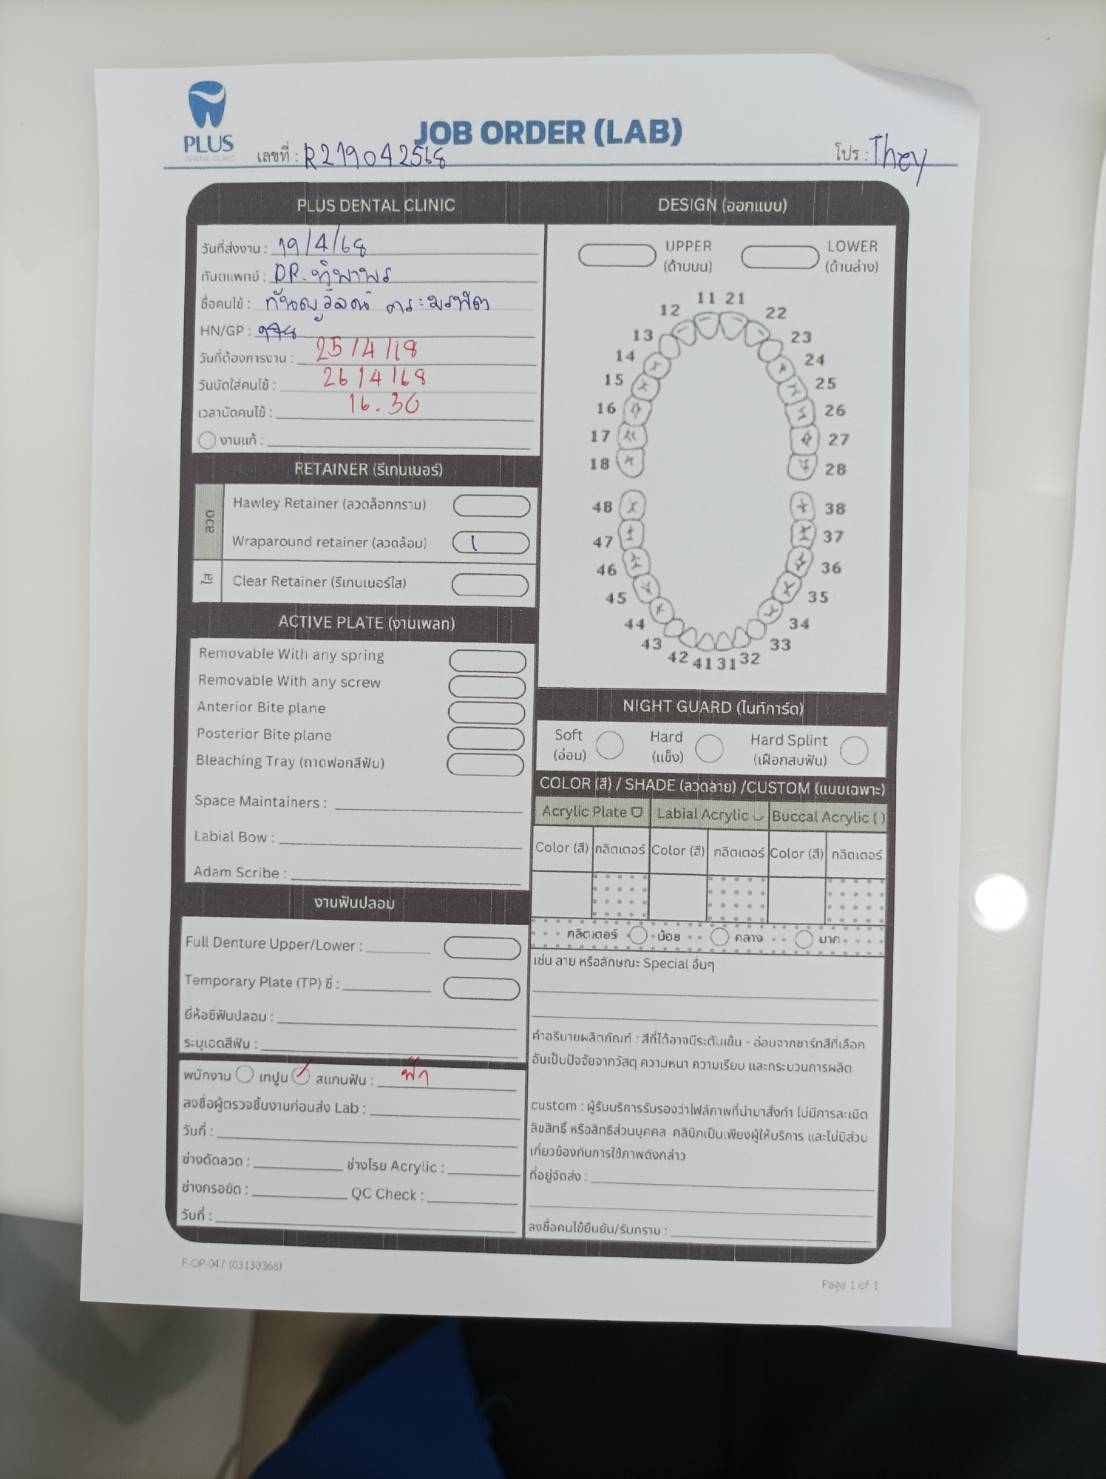 PLUS
DENTAL CLINIC
JOB ORDER (LAB)
เลขที่ : R219042568
โปร : They
PLUS DENTAL CLINIC
วันที่ส่งงาน : 19/4/68
ทันตแพทย์ : DR. ทิพาพร
ชื่อคนไข้ :
HN/GP :
วันที่ต้องการงาน : 25/4/18
วันนัดใส่คนไข้ : 26/4/68
เวลานัดคนไข้ : 16.30
งานแก้ :
RETAINER (รีเทนเนอร์)
ลวด
Hawley Retainer (ลวดล็อกกราม)
Wraparound retainer (ลวดล้อม) 1
ใส
Clear Retainer (รีเทนเนอร์ใส)
ACTIVE PLATE (งานเพลท)
Removable With any spring
Removable With any screw
Anterior Bite plane
Posterior Bite plane
Bleaching Tray (ถาดฟอกสีฟัน)
Space Maintainers :
Labial Bow :
Adam Scribe :
งานฟันปลอม
Full Denture Upper/Lower :
Temporary Plate (TP) ซี่ :
ยี่ห้อซี่ฟันปลอม :
ระบุเฉดสีฟัน :
พนักงาน เทปูน แสกนฟัน : ฟ้า
ลงชื่อผู้ตรวจชิ้นงานก่อนส่ง Lab :
วันที่ :
ช่างดัดลวด : ช่างโรย Acrylic :
ช่างกรอขัด : QC Check :
วันที่ :
DESIGN (ออกแบบ)
UPPER
(ด้านบน)
LOWER
(ด้านล่าง)
11 21
12 22
13 23
14 24
15 25
16 26
17 27
18 28
48 38
47 37
46 36
45 35
44 34
43 33
42 41 31 32
NIGHT GUARD (ไนท์การ์ด)
Soft
(อ่อน)
Hard
(แข็ง)
Hard Splint
(เฝือกสบฟัน)
COLOR (สี) / SHADE (ลวดลาย) /CUSTOM (แบบเฉพาะ)
Acrylic Plate Labial Acrylic Buccal Acrylic ( )
Color (สี) กลิตเตอร์ Color (สี) กลิตเตอร์ Color (สี) กลิตเตอร์
กลิตเตอร์ น้อย กลาง มาก
เช่น ลาย หรือลักษณะ Special อื่นๆ
คำอธิบายผลิตภัณฑ์ : สีที่ได้อาจมีระดับเข้ม - อ่อนจากชาร์ทสีที่เลือก
อันเป็นปัจจัยจากวัสดุ ความหนา ความเรียบ และกระบวนการผลิต
custom : ผู้รับบริการรับรองว่าไฟล์ภาพที่นำมาสั่งทำ ไม่มีการละเมิด
ลิขสิทธิ์ หรือสิทธิส่วนบุคคล คลินิกเป็นเพียงผู้ให้บริการ และไม่มีส่วน
เกี่ยวข้องกับการใช้ภาพดังกล่าว
ที่อยู่จัดส่ง :
ลงชื่อคนไข้ยืนยัน/รับทราบ :
F-OP-047 (03130368)
Page 1 of 1